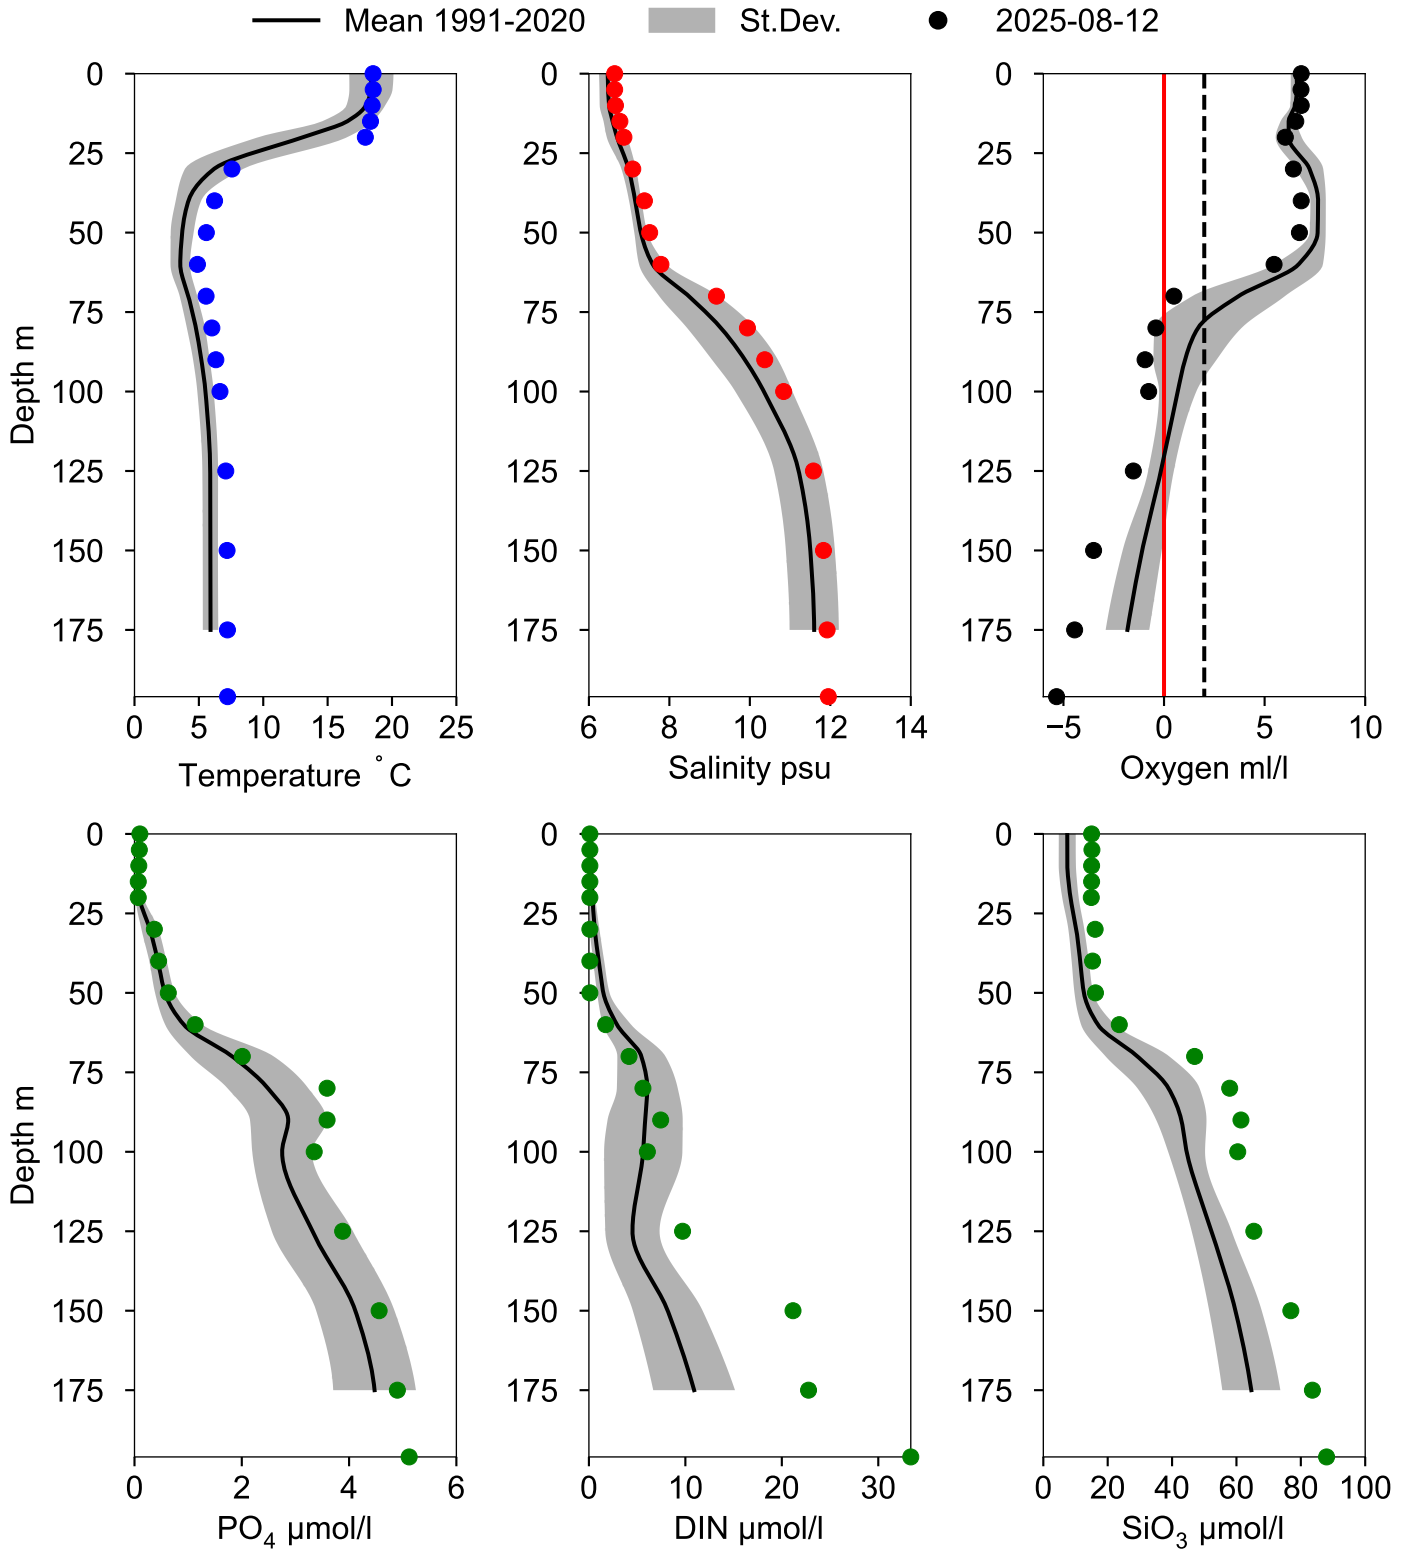 Mean 1991-2020 St.Dev. 2025-08-12
0 0 0
25 25 25
50 50 50
75 75 75
100 100 100
125 125 125
150 150 150
175 175 175
Depth m
0 5 10 15 20 25 6 8 10 12 14 −5 0 5 10
Temperature °C Salinity psu Oxygen ml/l
0 0 0
25 25 25
50 50 50
75 75 75
100 100 100
125 125 125
150 150 150
175 175 175
Depth m
0 2 4 6 0 10 20 30 0 20 40 60 80 100
PO₄ µmol/l DIN µmol/l SiO₃ µmol/l